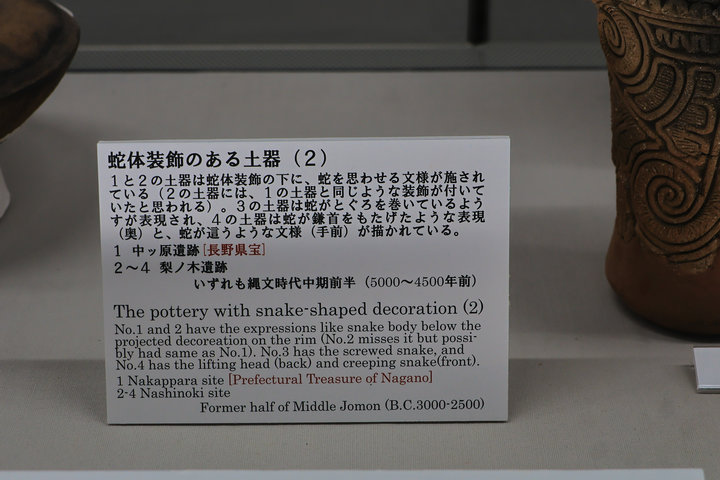 蛇体装飾のある土器(2)
1と2の土器は蛇体装飾の下に、蛇を思わせる文様が施され
ている(2の土器には、1の土器と同じような装飾が付いて
いたと思われる)。3の土器は蛇がとぐろを巻いているよう
すが表現され、4の土器は蛇が鎌首をもたげたような表現
(奥)と、蛇が這うような文様(手前)が描かれている。
1 中ッ原遺跡[長野県宝]
2〜4 梨ノ木遺跡
いずれも縄文時代中期前半(5000〜4500年前)
The pottery with snake-shaped decoration (2)
No.1 and 2 have the expressions like snake body below the
projected decoreation on the rim (No.2 misses it but possi-
bly had same as No.1). No.3 has the screwed snake, and
No.4 has the lifting head (back) and creeping snake(front).
1 Nakappara site [Prefectural Treasure of Nagano]
2-4 Nashinoki site
Former half of Middle Jomon (B.C.3000-2500)